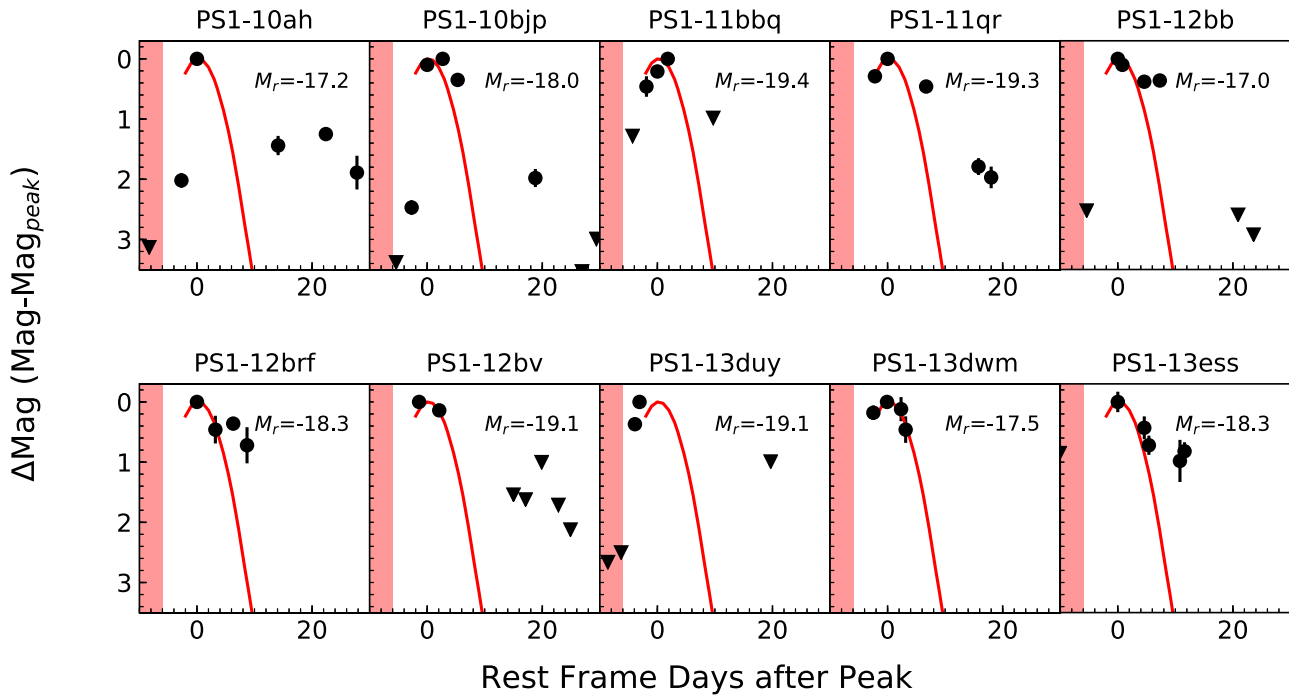 PS1-10ah PS1-10bjp PS1-11bbq PS1-11qr PS1-12bb
0 1 2 3
M_r=-17.2 M_r=-18.0 M_r=-19.4 M_r=-19.3 M_r=-17.0
0 20 0 20 0 20 0 20 0 20
ΔMag (Mag-Mag_peak)
PS1-12brf PS1-12bv PS1-13duy PS1-13dwm PS1-13ess
0 1 2 3
M_r=-18.3 M_r=-19.1 M_r=-19.1 M_r=-17.5 M_r=-18.3
0 20 0 20 0 20 0 20 0 20
Rest Frame Days after Peak